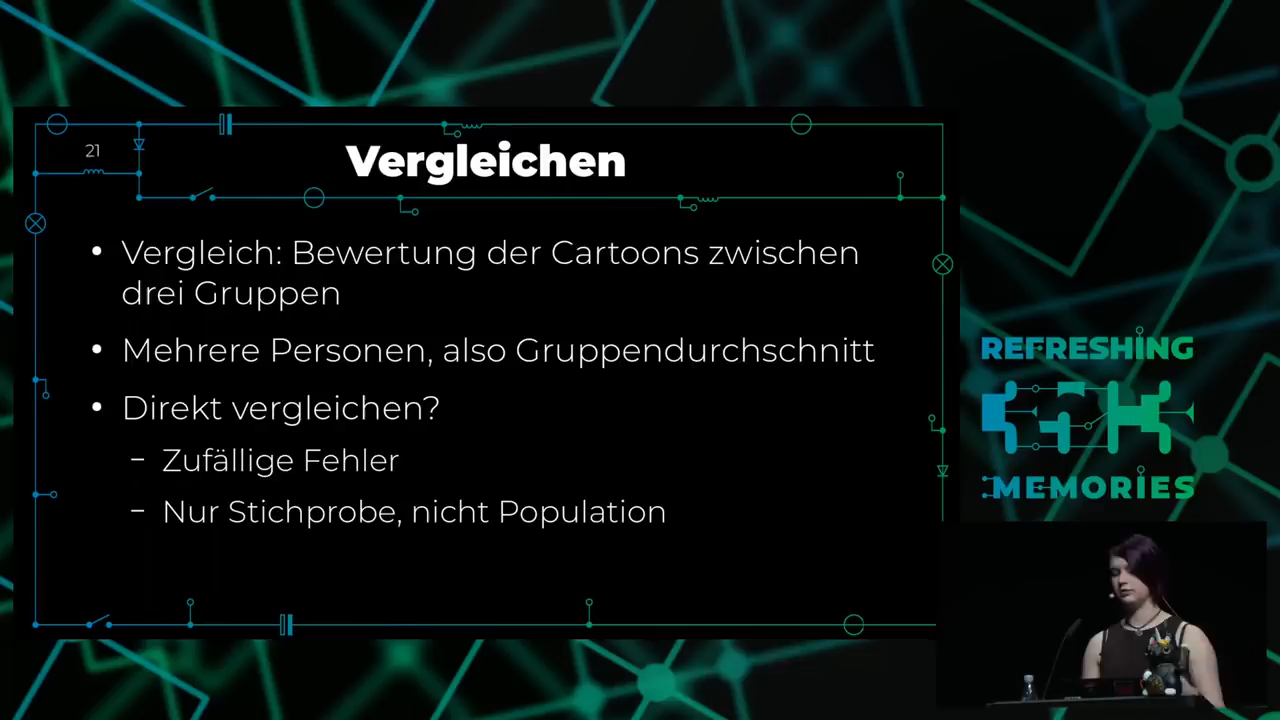 21
Vergleichen
• Vergleich: Bewertung der Cartoons zwischen
drei Gruppen
• Mehrere Personen, also Gruppendurchschnitt
• Direkt vergleichen?
– Zufällige Fehler
– Nur Stichprobe, nicht Population
REFRESHING
35C3
MEMORIES